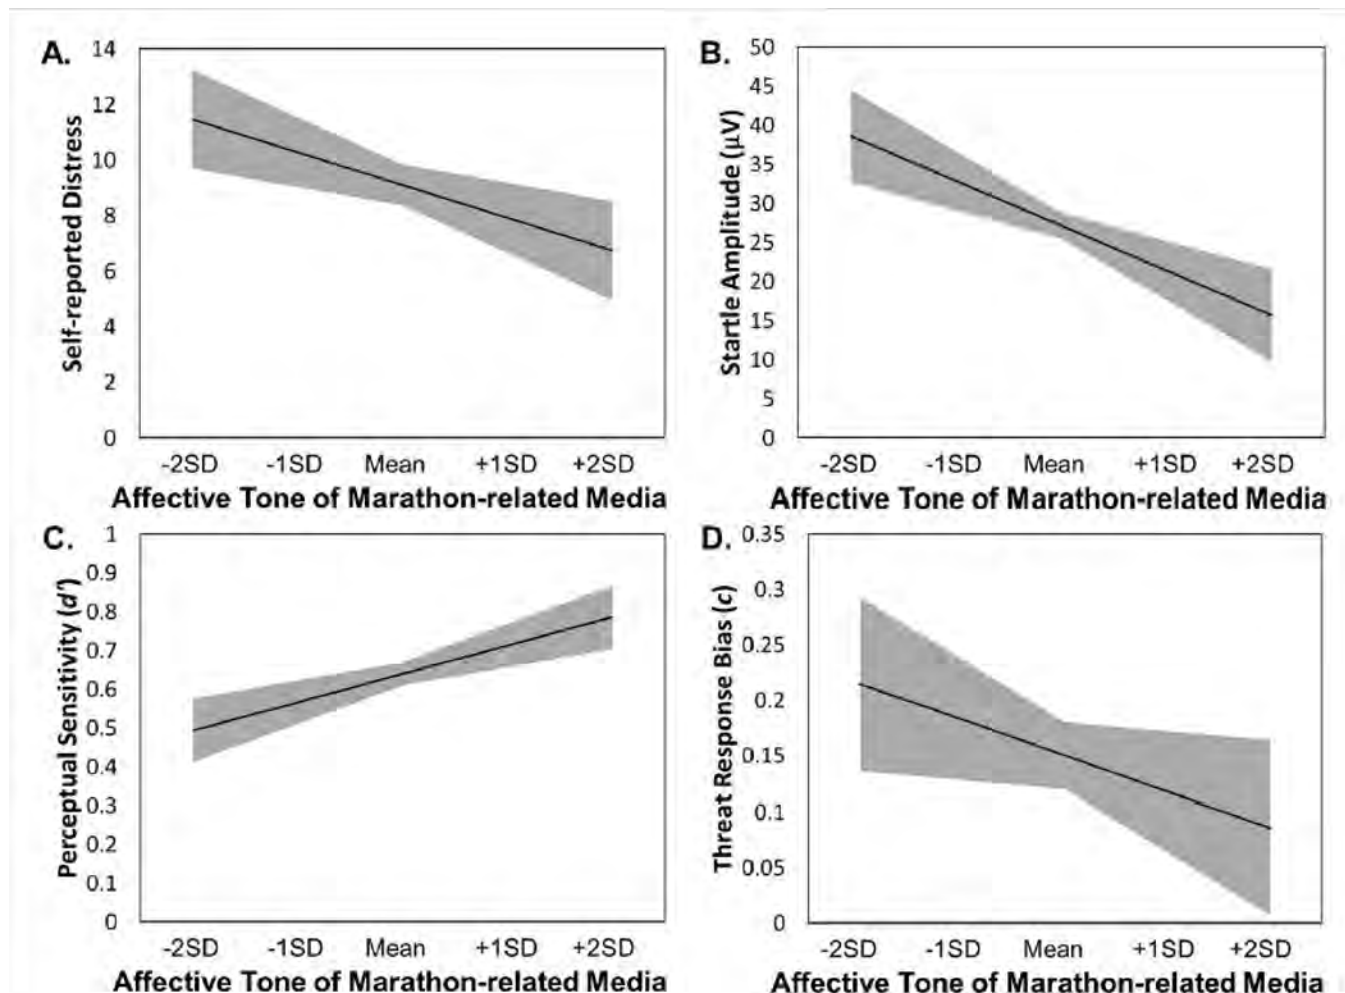 A.
Self-reported Distress
14
12
10
8
6
4
2
0
-2SD -1SD Mean +1SD +2SD
Affective Tone of Marathon-related Media
B.
Startle Amplitude (µV)
50
45
40
35
30
25
20
15
10
5
0
-2SD -1SD Mean +1SD +2SD
Affective Tone of Marathon-related Media
C.
Perceptual Sensitivity (d')
1
0.9
0.8
0.7
0.6
0.5
0.4
0.3
0.2
0.1
0
-2SD -1SD Mean +1SD +2SD
Affective Tone of Marathon-related Media
D.
Threat Response Bias (c)
0.35
0.3
0.25
0.2
0.15
0.1
0.05
0
-2SD -1SD Mean +1SD +2SD
Affective Tone of Marathon-related Media